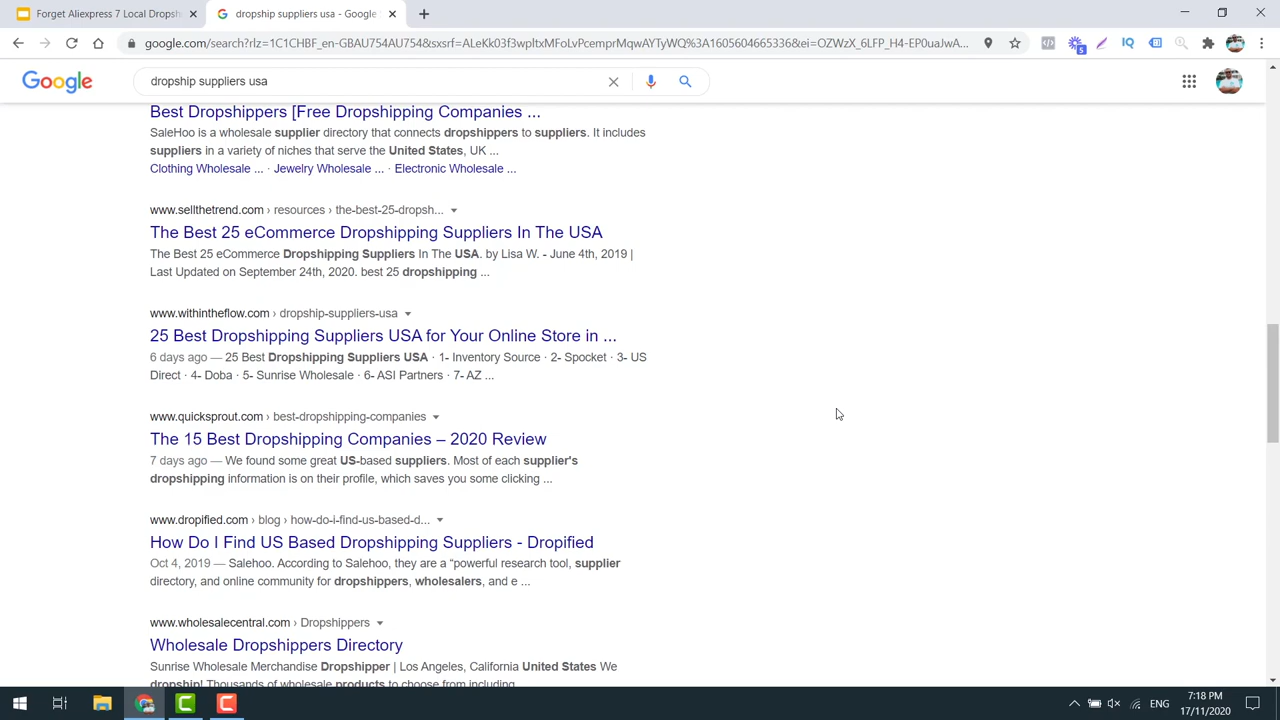 Forget Aliexpress 7 Local Dropsh
dropship suppliers usa - Google
google.com/search?rlz=1C1CHBF_en-GBAU754AU754&sxsrf=ALeKk03f3wpltxMFoLvPcemprMqwAYTyWQ%3A1605604665336&ei=OZWzX_6LFP_H4-EP0uaJwA...
Google
dropship suppliers usa
Best Dropshippers [Free Dropshipping Companies ...
SaleHoo is a wholesale supplier directory that connects dropshippers to suppliers. It includes
suppliers in a variety of niches that serve the United States, UK ...
Clothing Wholesale ... · Jewelry Wholesale ... · Electronic Wholesale ...
www.sellthetrend.com › resources › the-best-25-dropsh...
The Best 25 eCommerce Dropshipping Suppliers In The USA
The Best 25 eCommerce Dropshipping Suppliers In The USA. by Lisa W. - June 4th, 2019 |
Last Updated on September 24th, 2020. best 25 dropshipping ...
www.withintheflow.com › dropship-suppliers-usa
25 Best Dropshipping Suppliers USA for Your Online Store in ...
6 days ago — 25 Best Dropshipping Suppliers USA · 1- Inventory Source · 2- Spocket · 3- US
Direct · 4- Doba · 5- Sunrise Wholesale · 6- ASI Partners · 7- AZ ...
www.quicksprout.com › best-dropshipping-companies
The 15 Best Dropshipping Companies – 2020 Review
7 days ago — We found some great US-based suppliers. Most of each supplier's
dropshipping information is on their profile, which saves you some clicking ...
www.dropified.com › blog › how-do-i-find-us-based-d...
How Do I Find US Based Dropshipping Suppliers - Dropified
Oct 4, 2019 — Salehoo. According to Salehoo, they are a “powerful research tool, supplier
directory, and online community for dropshippers, wholesalers, and e ...
www.wholesalecentral.com › Dropshippers
Wholesale Dropshippers Directory
Sunrise Wholesale Merchandise Dropshipper | Los Angeles, California United States We
dropship! Thousands of wholesale products to choose from including
ENG
7:18 PM
17/11/2020